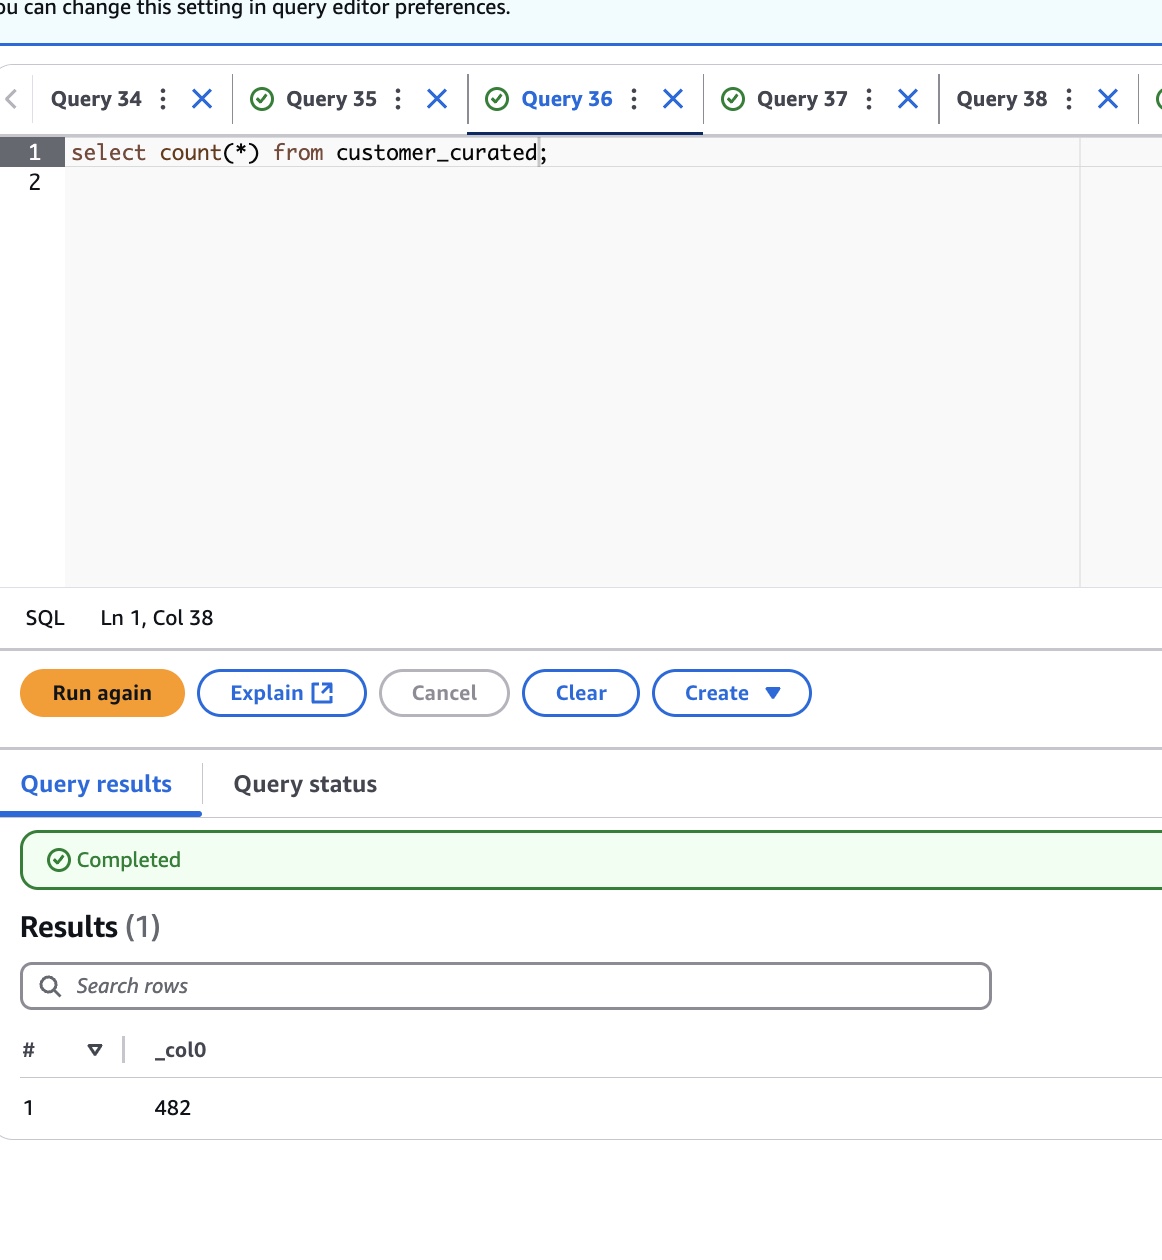 ou can change this setting in query editor preferences.
Query 34 Query 35 Query 36 Query 37 Query 38
1 select count(*) from customer_curated;
2
SQL Ln 1, Col 38
Run again Explain Cancel Clear Create
Query results Query status
Completed
Results (1)
Search rows
# _col0
1 482